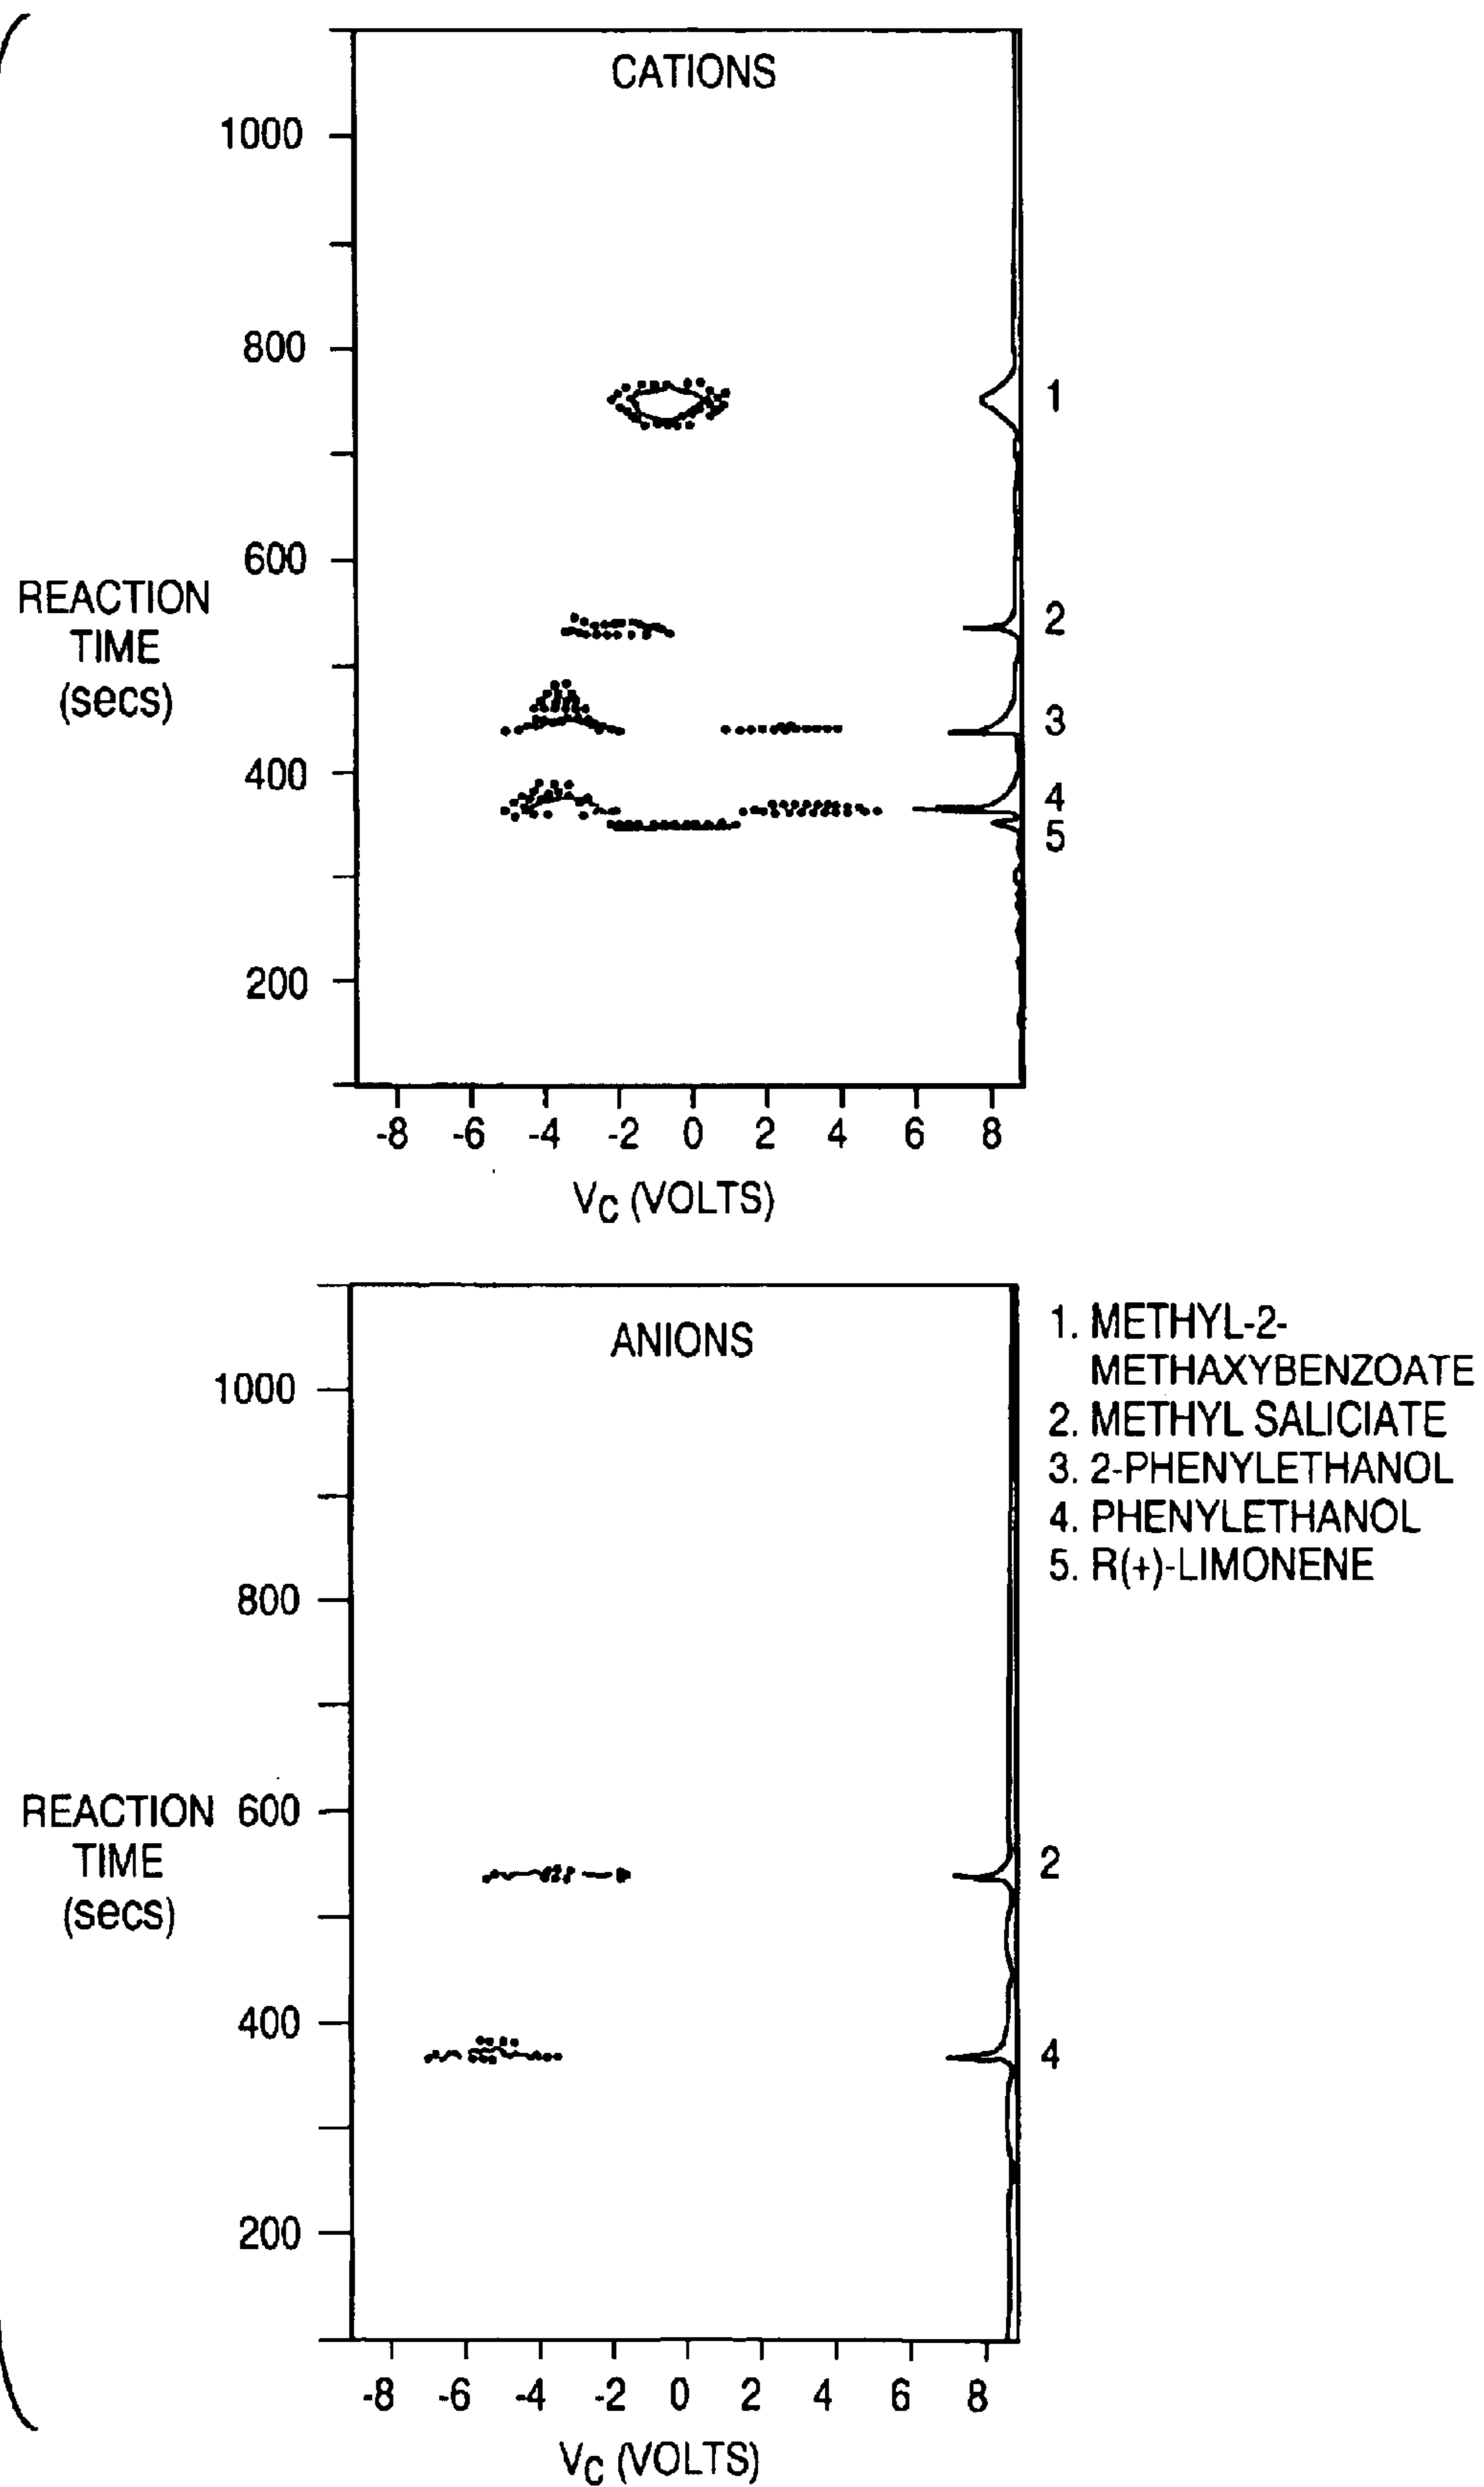 CATIONS
1000
800
600
400
200
REACTION
TIME
(secs)
1
2
3
4
5
-8 -6 -4 -2 0 2 4 6 8
VC (VOLTS)
ANIONS
1000
800
600
400
200
REACTION
TIME
(secs)
2
4
-8 -6 -4 -2 0 2 4 6 8
VC (VOLTS)
1. METHYL-2-
METHAXYBENZOATE
2. METHYL SALICIATE
3. 2-PHENYLETHANOL
4. PHENYLETHANOL
5. R(+)-LIMONENE